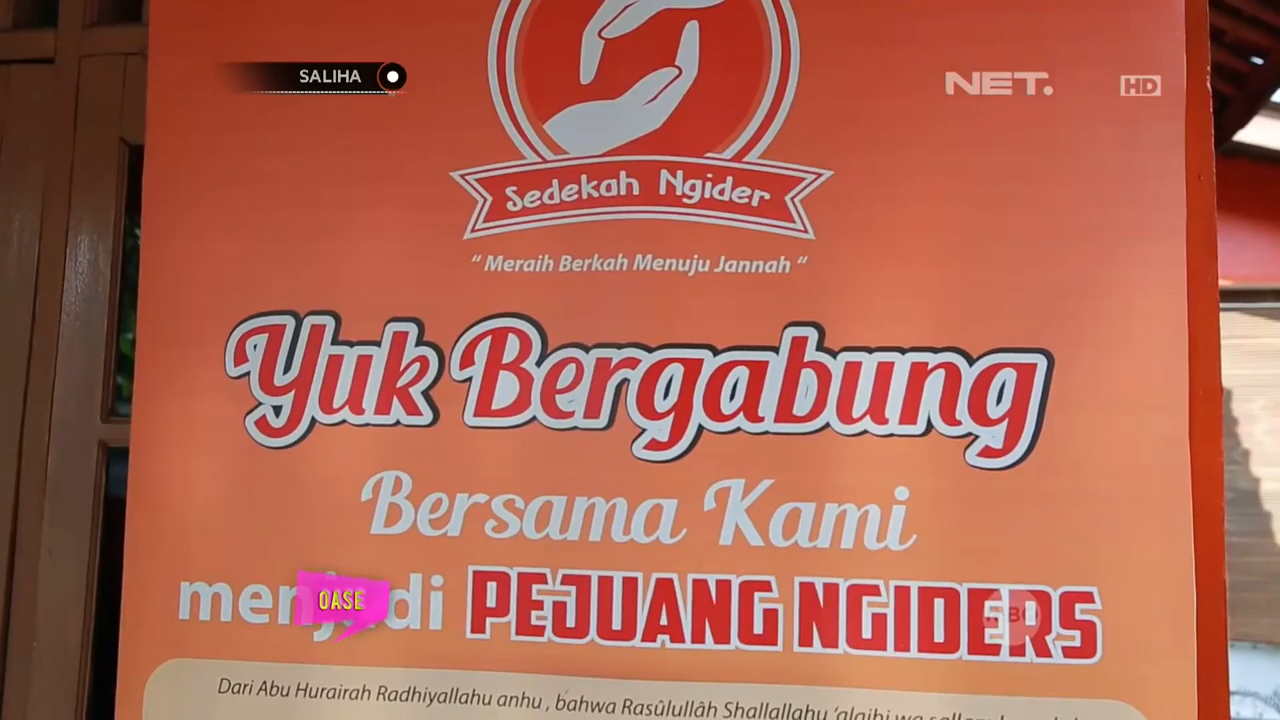 SALIHA
NET.
HD
Sedekah Ngider
“ Meraih Berkah Menuju Jannah “
Yuk Bergabung
Bersama Kami
menjadi PEJUANG NGIDERS
OASE
Dari Abu Hurairah Radhiyallahu anhu , bahwa Rasûlullâh Shallallahu ‘alaihi wa